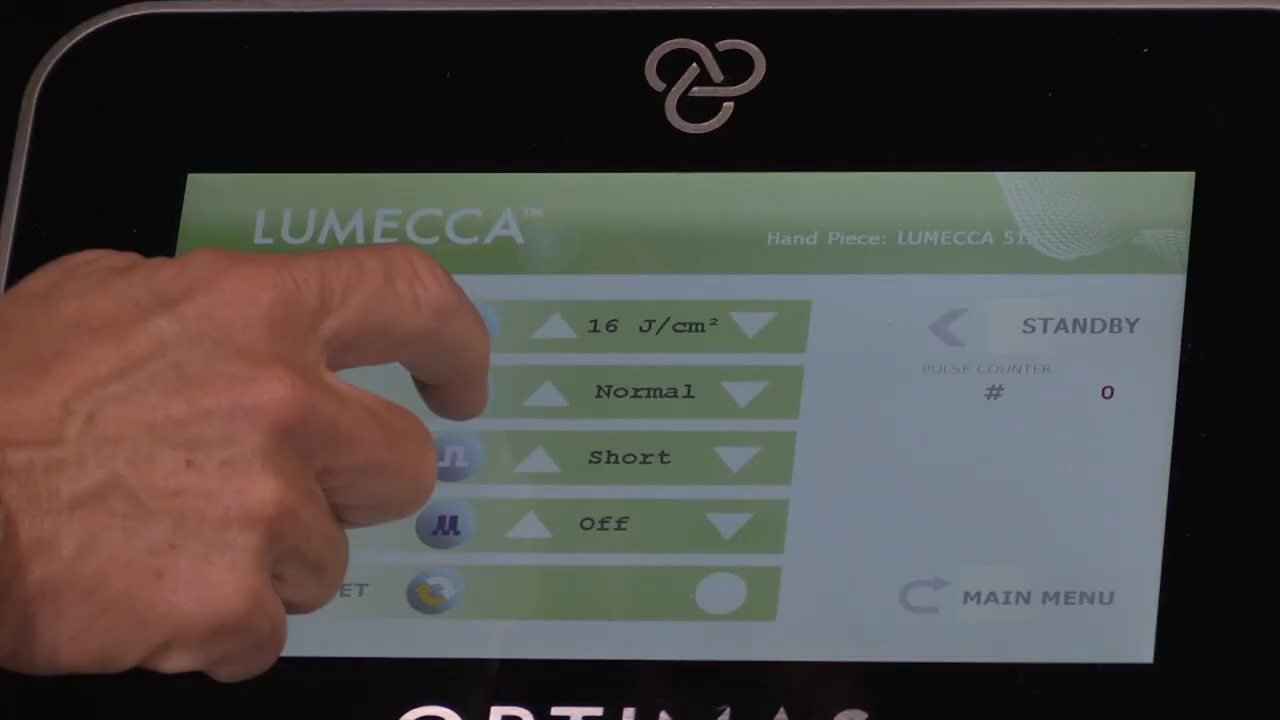 LUMECCA™
Hand Piece: LUMECCA
16 J/cm²
STANDBY
PULSE COUNTER
Normal
# 0
Short
Off
MAIN MENU